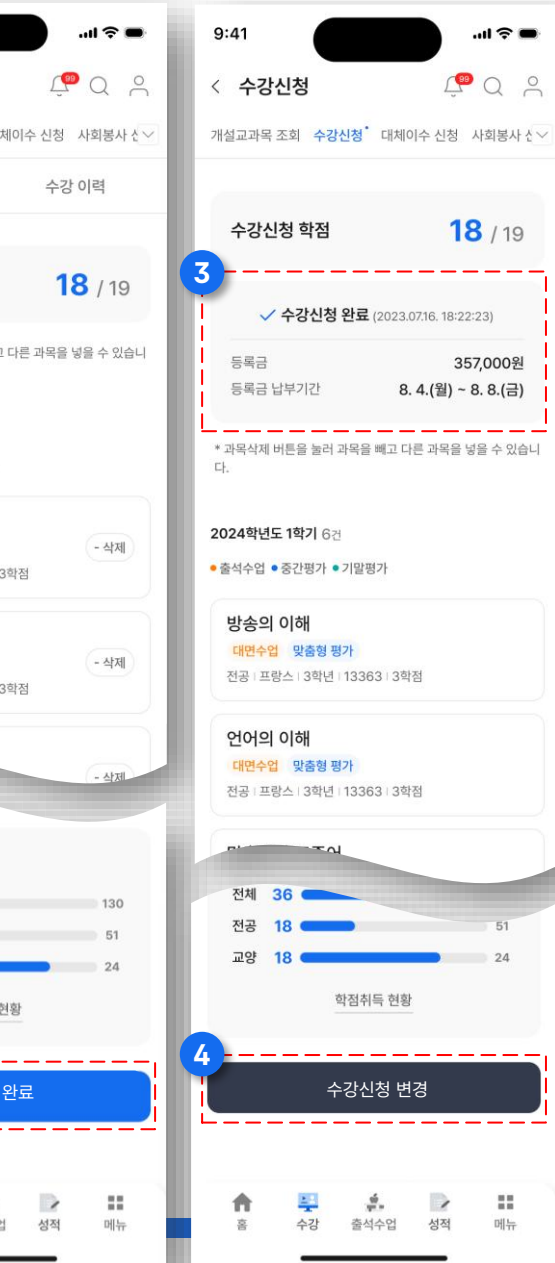 99
체이수 신청 사회봉사 신
수강 이력
18 / 19
고 다른 과목을 넣을 수 있습니
- 삭제
3학점
- 삭제
3학점
- 삭제
130
51
24
현황
완료
성적
메뉴
9:41
수강신청
99
개설교과목 조회 수강신청 대체이수 신청 사회봉사 신
수강신청 학점 18 / 19
3
수강신청 완료 (2023.07.16. 18:22:23)
등록금 357,000원
등록금 납부기간 8. 4.(월) ~ 8. 8.(금)
* 과목삭제 버튼을 눌러 과목을 빼고 다른 과목을 넣을 수 있습니
다.
2024학년도 1학기 6건
출석수업 중간평가 기말평가
방송의 이해
대면수업 맞춤형 평가
전공 | 프랑스 | 3학년 | 13363 | 3학점
언어의 이해
대면수업 맞춤형 평가
전공 | 프랑스 | 3학년 | 13363 | 3학점
전체 36
전공 18 51
교양 18 24
학점취득 현황
4
수강신청 변경
홈 수강 출석수업 성적 메뉴